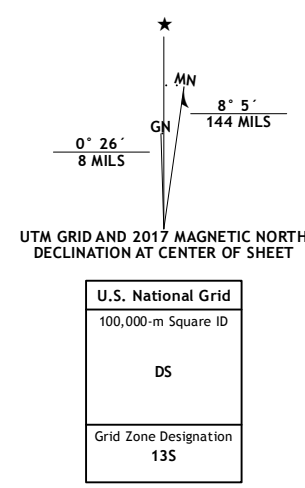 ★
MN
GN
8° 5´
144 MILS
0° 26´
8 MILS
UTM GRID AND 2017 MAGNETIC NORTH
DECLINATION AT CENTER OF SHEET
U.S. National Grid
100,000-m Square ID
DS
Grid Zone Designation
13S